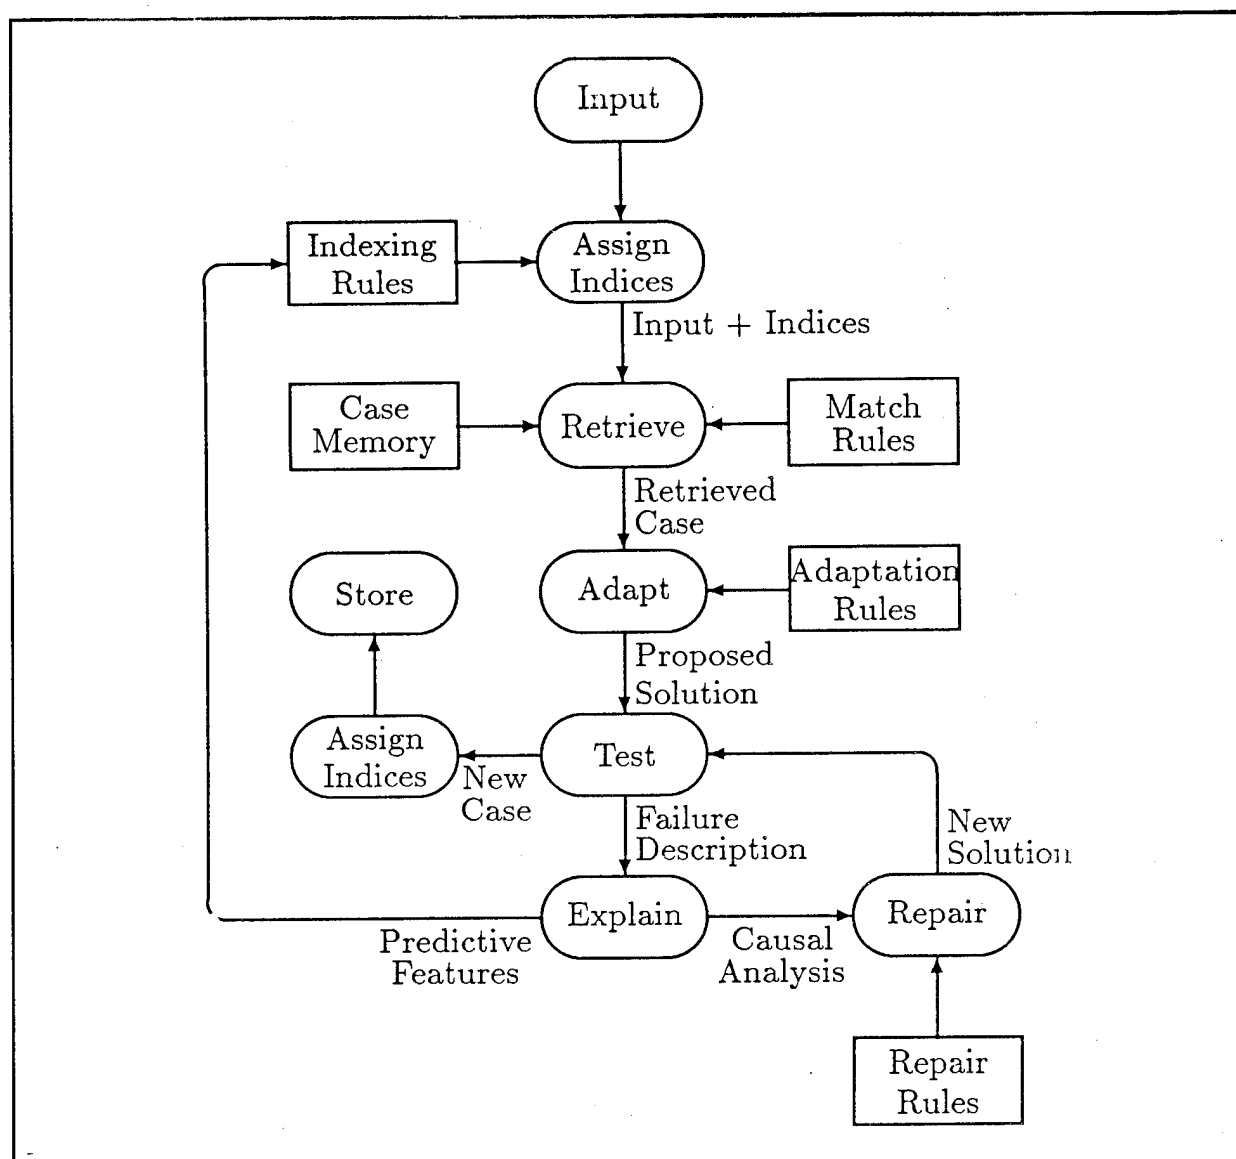 Input
Indexing
Rules
Assign
Indices
Input + Indices
Case
Memory
Retrieve
Match
Rules
Retrieved
Case
Store
Adapt
Adaptation
Rules
Proposed
Solution
Assign
Indices
New
Case
Test
Failure
Description
New
Solution
Predictive
Features
Explain
Causal
Analysis
Repair
Repair
Rules